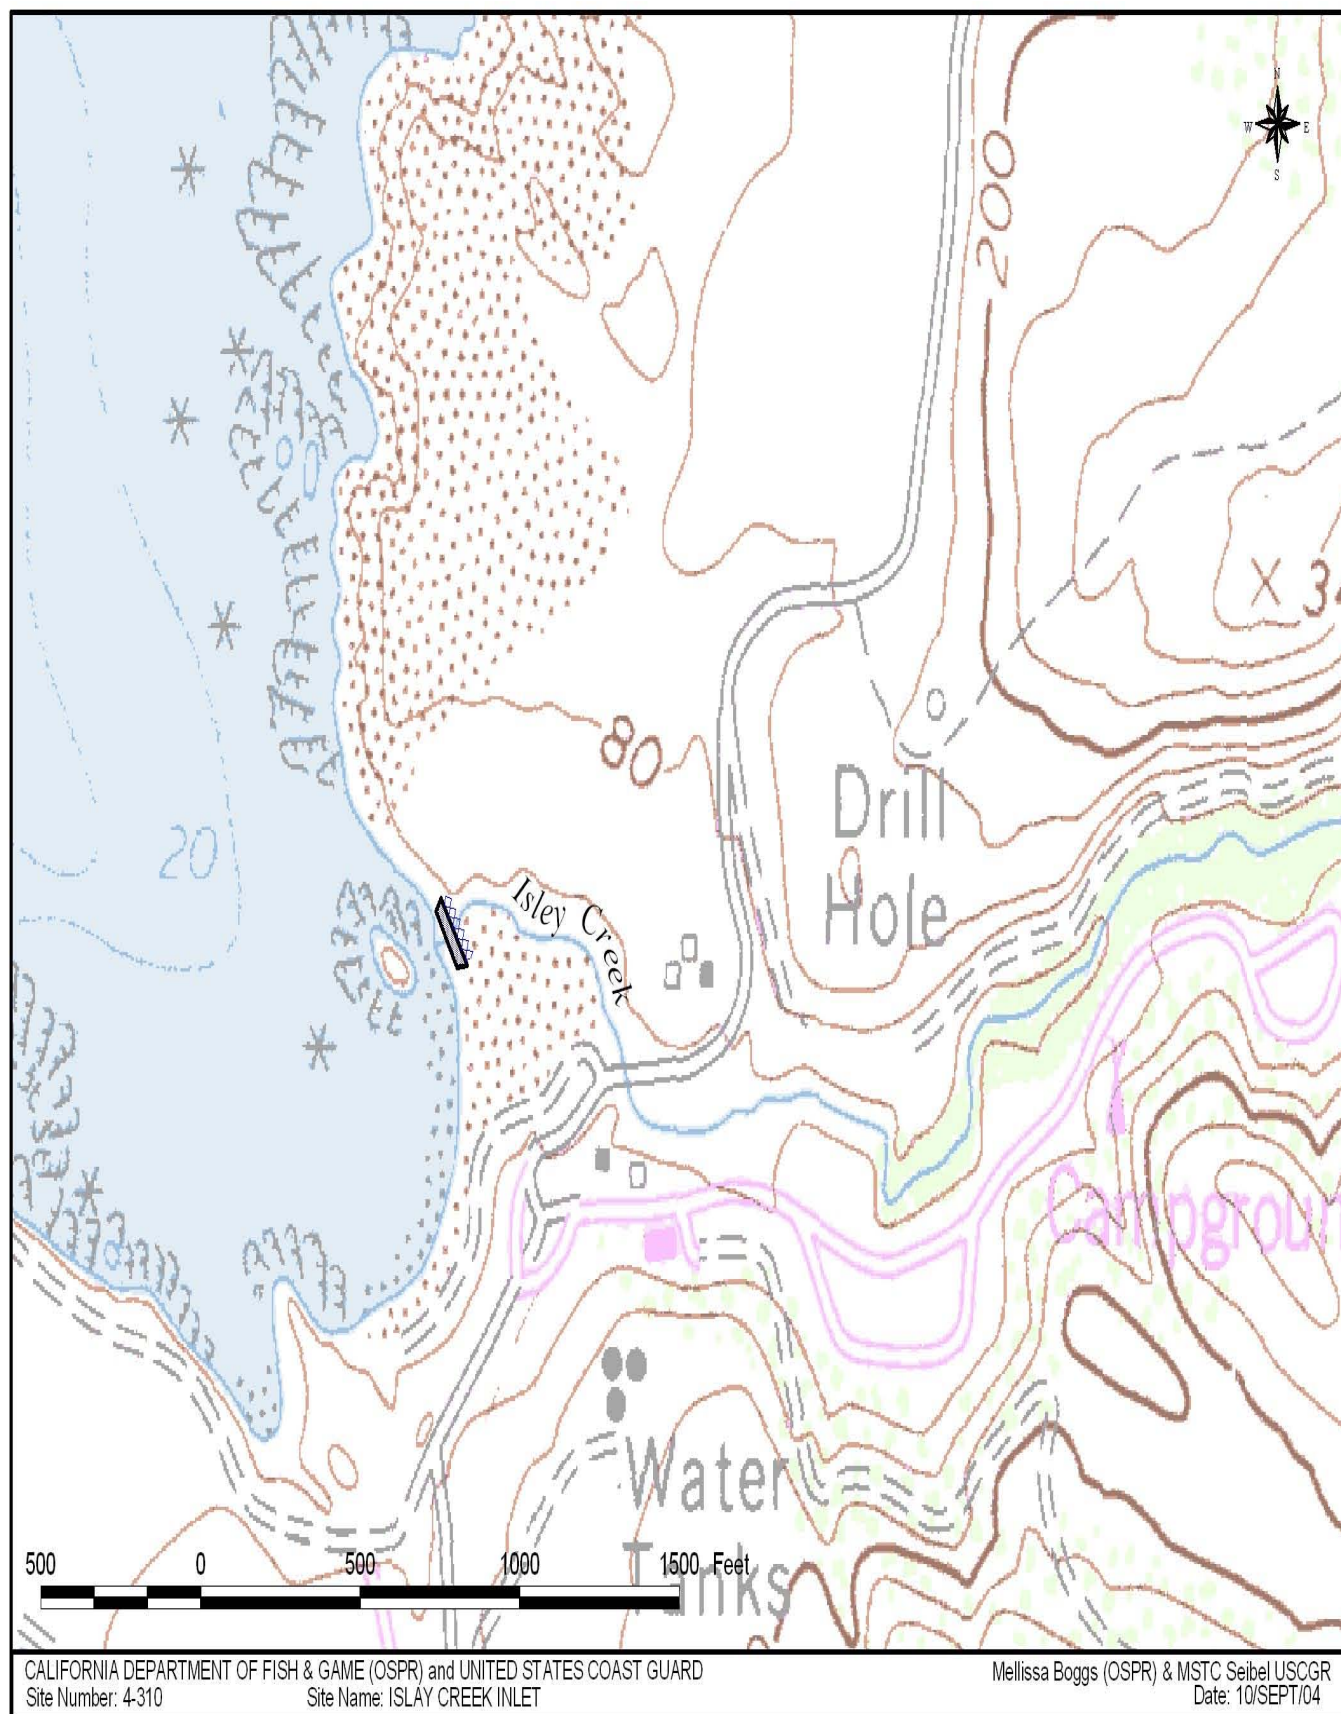 N
W E
S
200
X 34
80
Drill
Hole
20
Isley Creek
Campground
Water
Tanks
500 0 500 1000 1500 Feet
CALIFORNIA DEPARTMENT OF FISH & GAME (OSPR) and UNITED STATES COAST GUARD
Mellissa Boggs (OSPR) & MSTC Seibel USCGR
Site Number: 4-310 Site Name: ISLAY CREEK INLET
Date: 10/SEPT/04